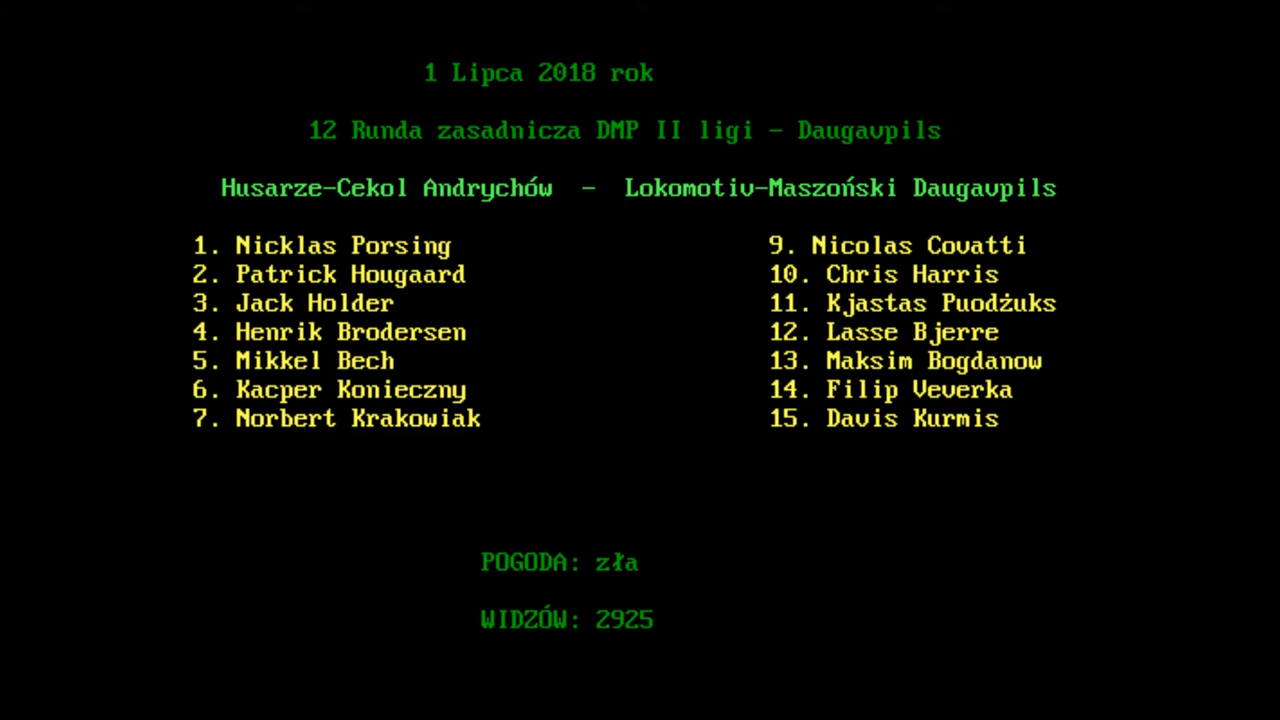 1 Lipca 2018 rok
12 Runda zasadnicza DMP II ligi - Daugavpils
Husarze-Cekol Andrychów - Lokomotiv-Maszoński Daugavpils
1. Nicklas Porsing 9. Nicolas Covatti
2. Patrick Hougaard 10. Chris Harris
3. Jack Holder 11. Kjastas Puodżuks
4. Henrik Brodersen 12. Lasse Bjerre
5. Mikkel Bech 13. Maksim Bogdanow
6. Kacper Konieczny 14. Filip Veverka
7. Norbert Krakowiak 15. Davis Kurmis
POGODA: zła
WIDZÓW: 2925